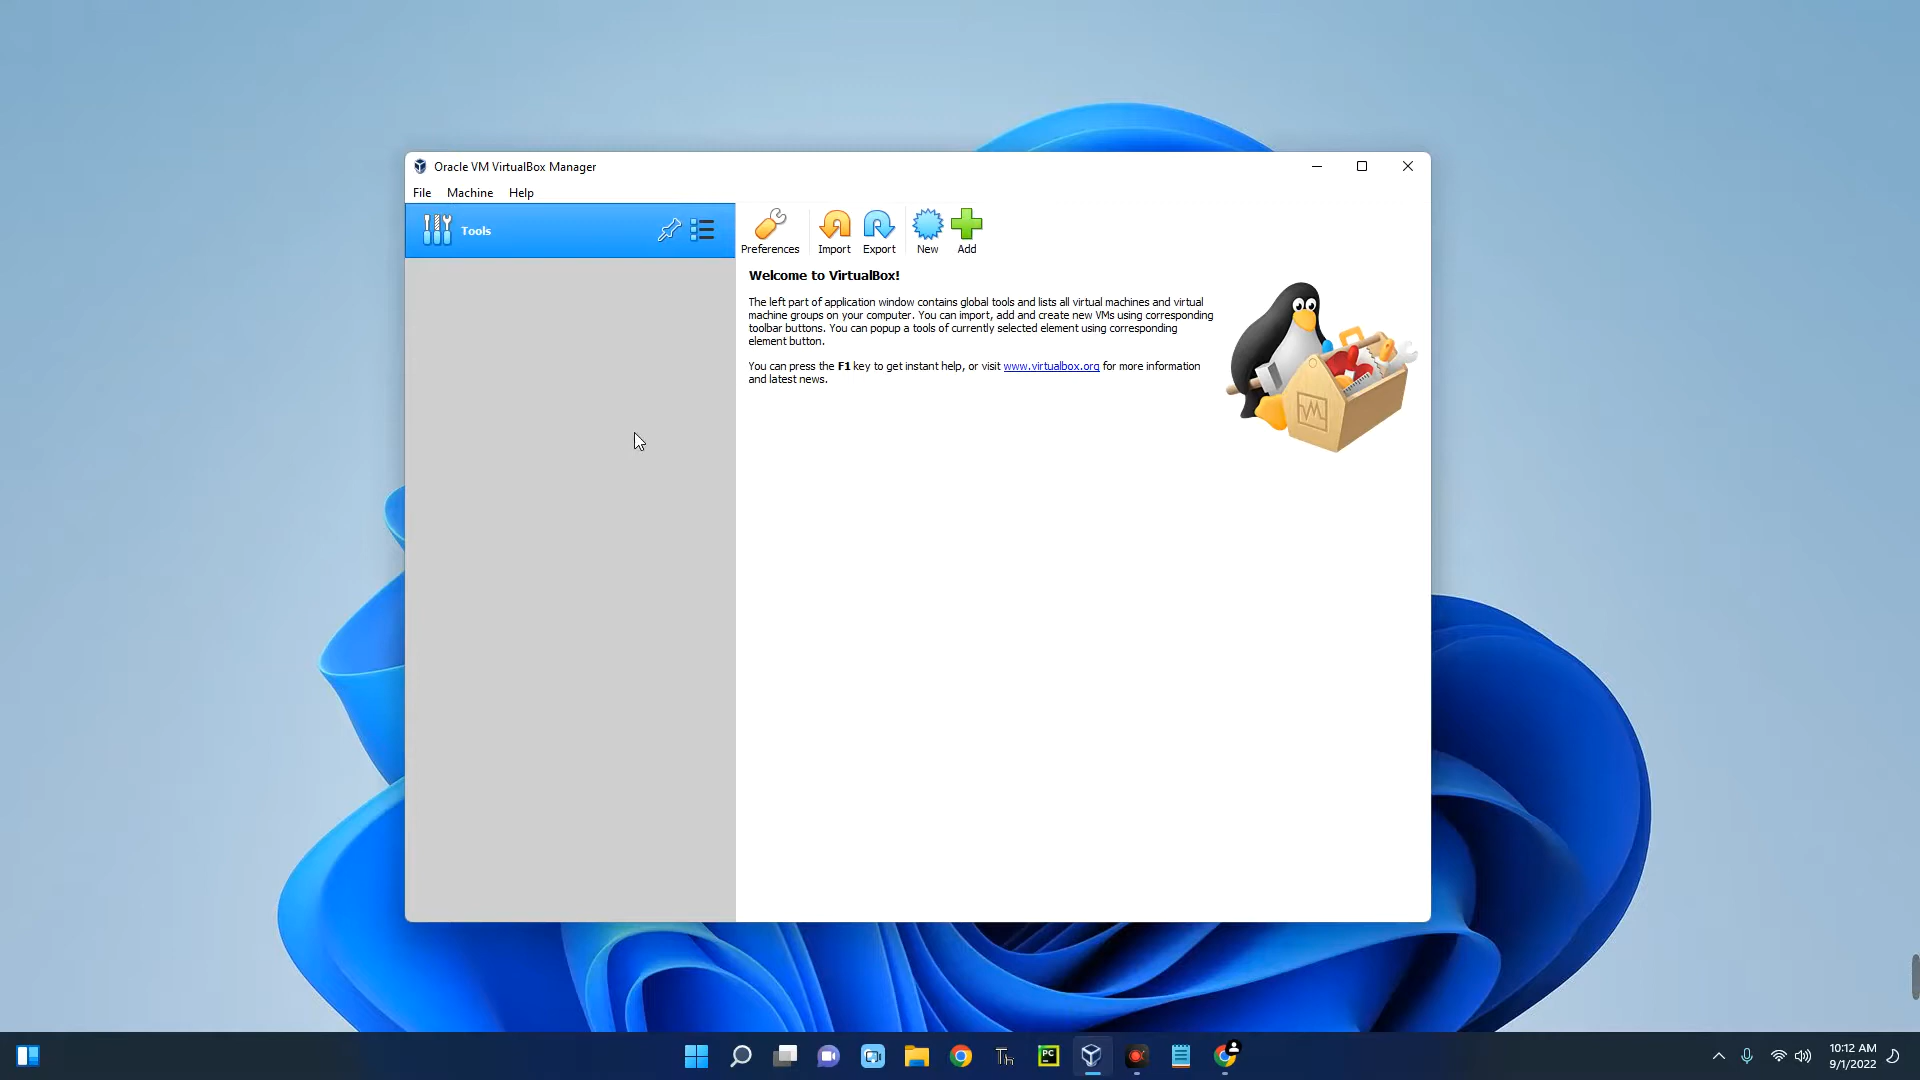 Oracle VM VirtualBox Manager
File Machine Help
Tools
Preferences Import Export New Add
Welcome to VirtualBox!
The left part of application window contains global tools and lists all virtual machines and virtual
machine groups on your computer. You can import, add and create new VMs using corresponding
toolbar buttons. You can popup a tools of currently selected element using corresponding
element button.
You can press the F1 key to get instant help, or visit www.virtualbox.org for more information
and latest news.
Th
PC
10:12 AM
9/1/2022